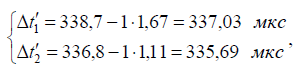 Δt′₁ = 338,7 − 1·1,67 = 337,03 мкс
Δt′₂ = 336,8 − 1·1,11 = 335,69 мкс ,